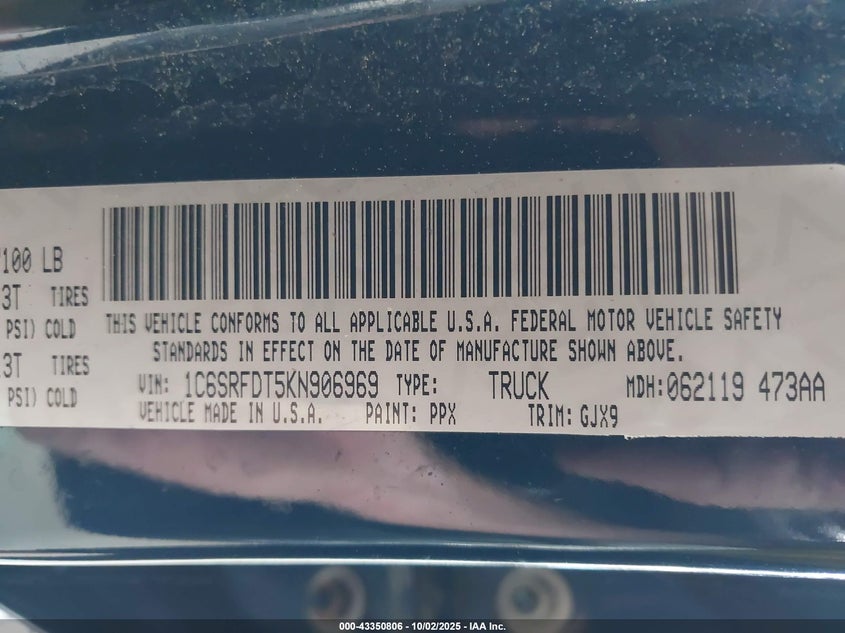 100 LB
3T TIRES
PSI) COLD
3T TIRES
PSI) COLD
THIS VEHICLE CONFORMS TO ALL APPLICABLE U.S.A. FEDERAL MOTOR VEHICLE SAFETY
STANDARDS IN EFFECT ON THE DATE OF MANUFACTURE SHOWN ABOVE.
VIN: 1C6SRFDT5KN906969 TYPE: TRUCK MDH: 062119 473AA
VEHICLE MADE IN U.S.A. PAINT: PPX TRIM: GJX9
000-43350806 - 10/02/2025 - IAA Inc.